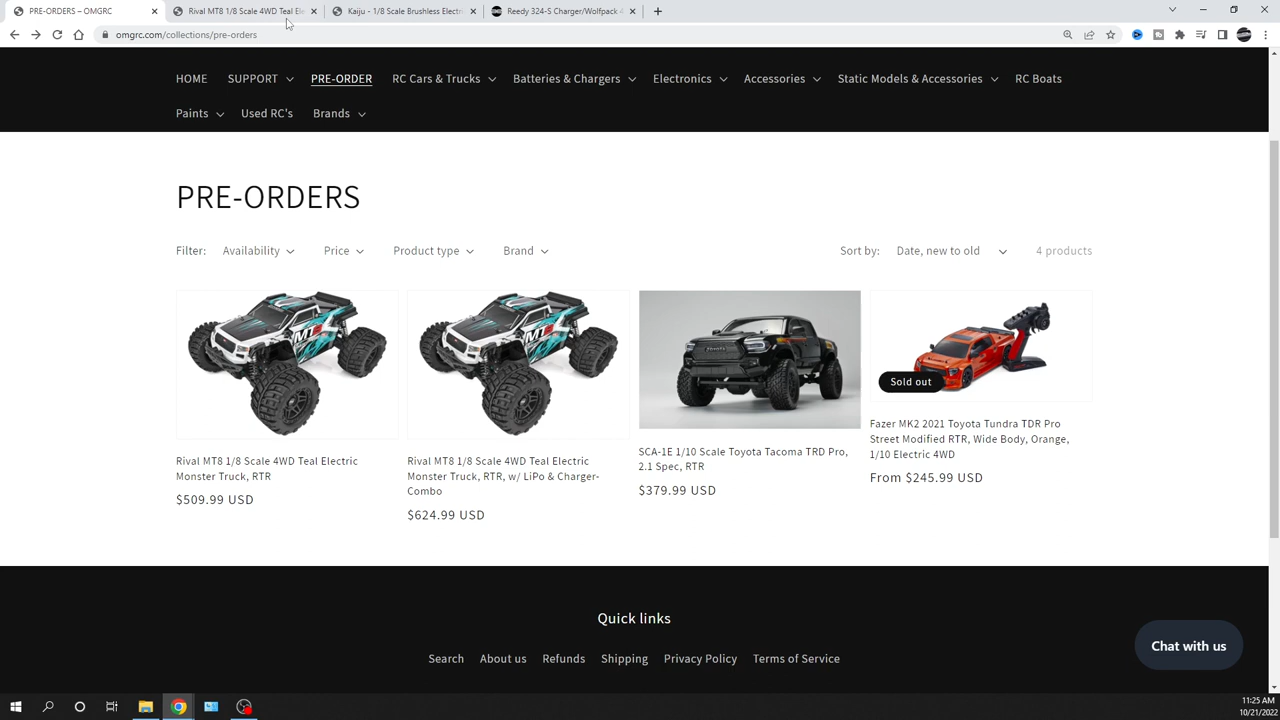 PRE-ORDERS – OMGRC
Rival MT8 1/8 Scale 4WD Teal Ele
Kaiju - 1/8 Scale Brushless Electri
Reedy 324-S Charger/Wolfpack 4
omgrc.com/collections/pre-orders
HOME SUPPORT PRE-ORDER RC Cars & Trucks Batteries & Chargers Electronics Accessories Static Models & Accessories RC Boats
Paints Used RC's Brands
PRE-ORDERS
Filter: Availability Price Product type Brand Sort by: Date, new to old 4 products
Rival MT8 1/8 Scale 4WD Teal Electric
Monster Truck, RTR
$509.99 USD
Rival MT8 1/8 Scale 4WD Teal Electric
Monster Truck, RTR, w/ LiPo & Charger-
Combo
$624.99 USD
SCA-1E 1/10 Scale Toyota Tacoma TRD Pro,
2.1 Spec, RTR
$379.99 USD
Sold out
Fazer MK2 2021 Toyota Tundra TDR Pro
Street Modified RTR, Wide Body, Orange,
1/10 Electric 4WD
From $245.99 USD
Quick links
Search About us Refunds Shipping Privacy Policy Terms of Service
Chat with us
11:25 AM
10/21/2022